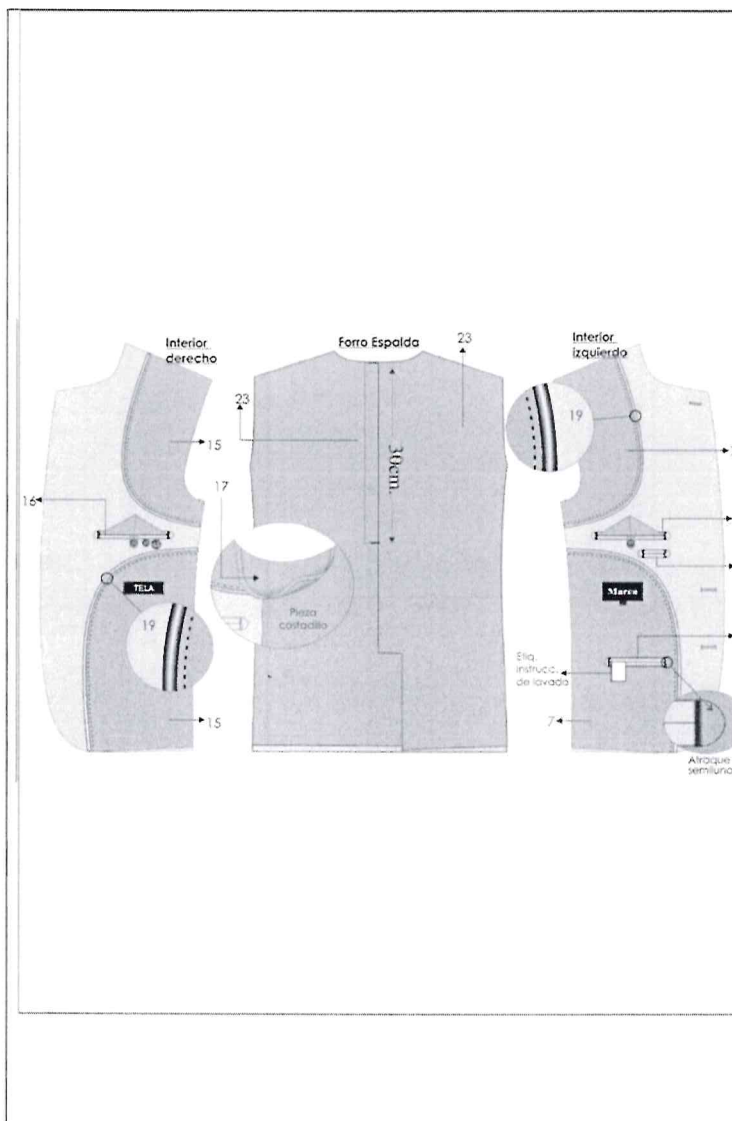 Interior
derecho
Forro Espalda
23
Interior
izquierdo
23
19
15
30cm.
16
17
TELA
Pieza
costadillo
Marca
19
Etiq.
instrucc.
de lavado
15
7
Atraque
semiluna